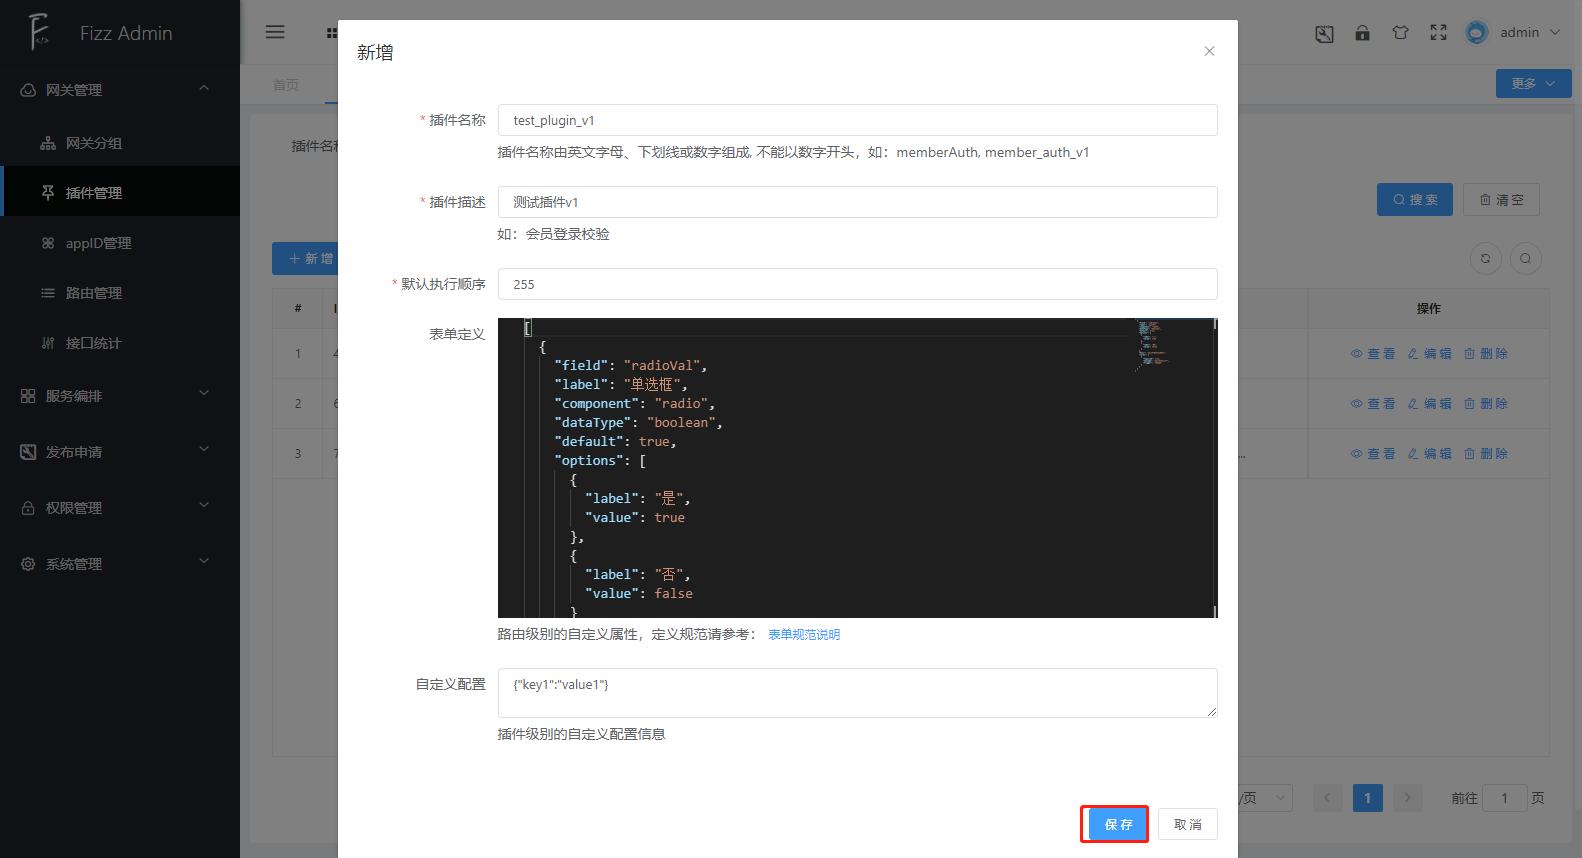 Fizz Admin
网关管理
网关分组
插件管理
appID管理
路由管理
接口统计
服务编排
发布申请
权限管理
系统管理
首页
admin
更多
插件名称
搜索
清空
+ 新增
#
操作
1
查看 编辑 删除
2
查看 编辑 删除
3
... 查看 编辑 删除
/页
1
前往 1 页
新增
* 插件名称 test_plugin_v1
插件名称由英文字母、下划线或数字组成, 不能以数字开头，如：memberAuth, member_auth_v1
* 插件描述 测试插件v1
如：会员登录校验
* 默认执行顺序 255
表单定义
[
{
"field": "radioVal",
"label": "单选框",
"component": "radio",
"dataType": "boolean",
"default": true,
"options": [
{
"label": "是",
"value": true
},
{
"label": "否",
"value": false
}
路由级别的自定义属性，定义规范请参考： 表单规范说明
自定义配置 {"key1":"value1"}
插件级别的自定义配置信息
保存 取消